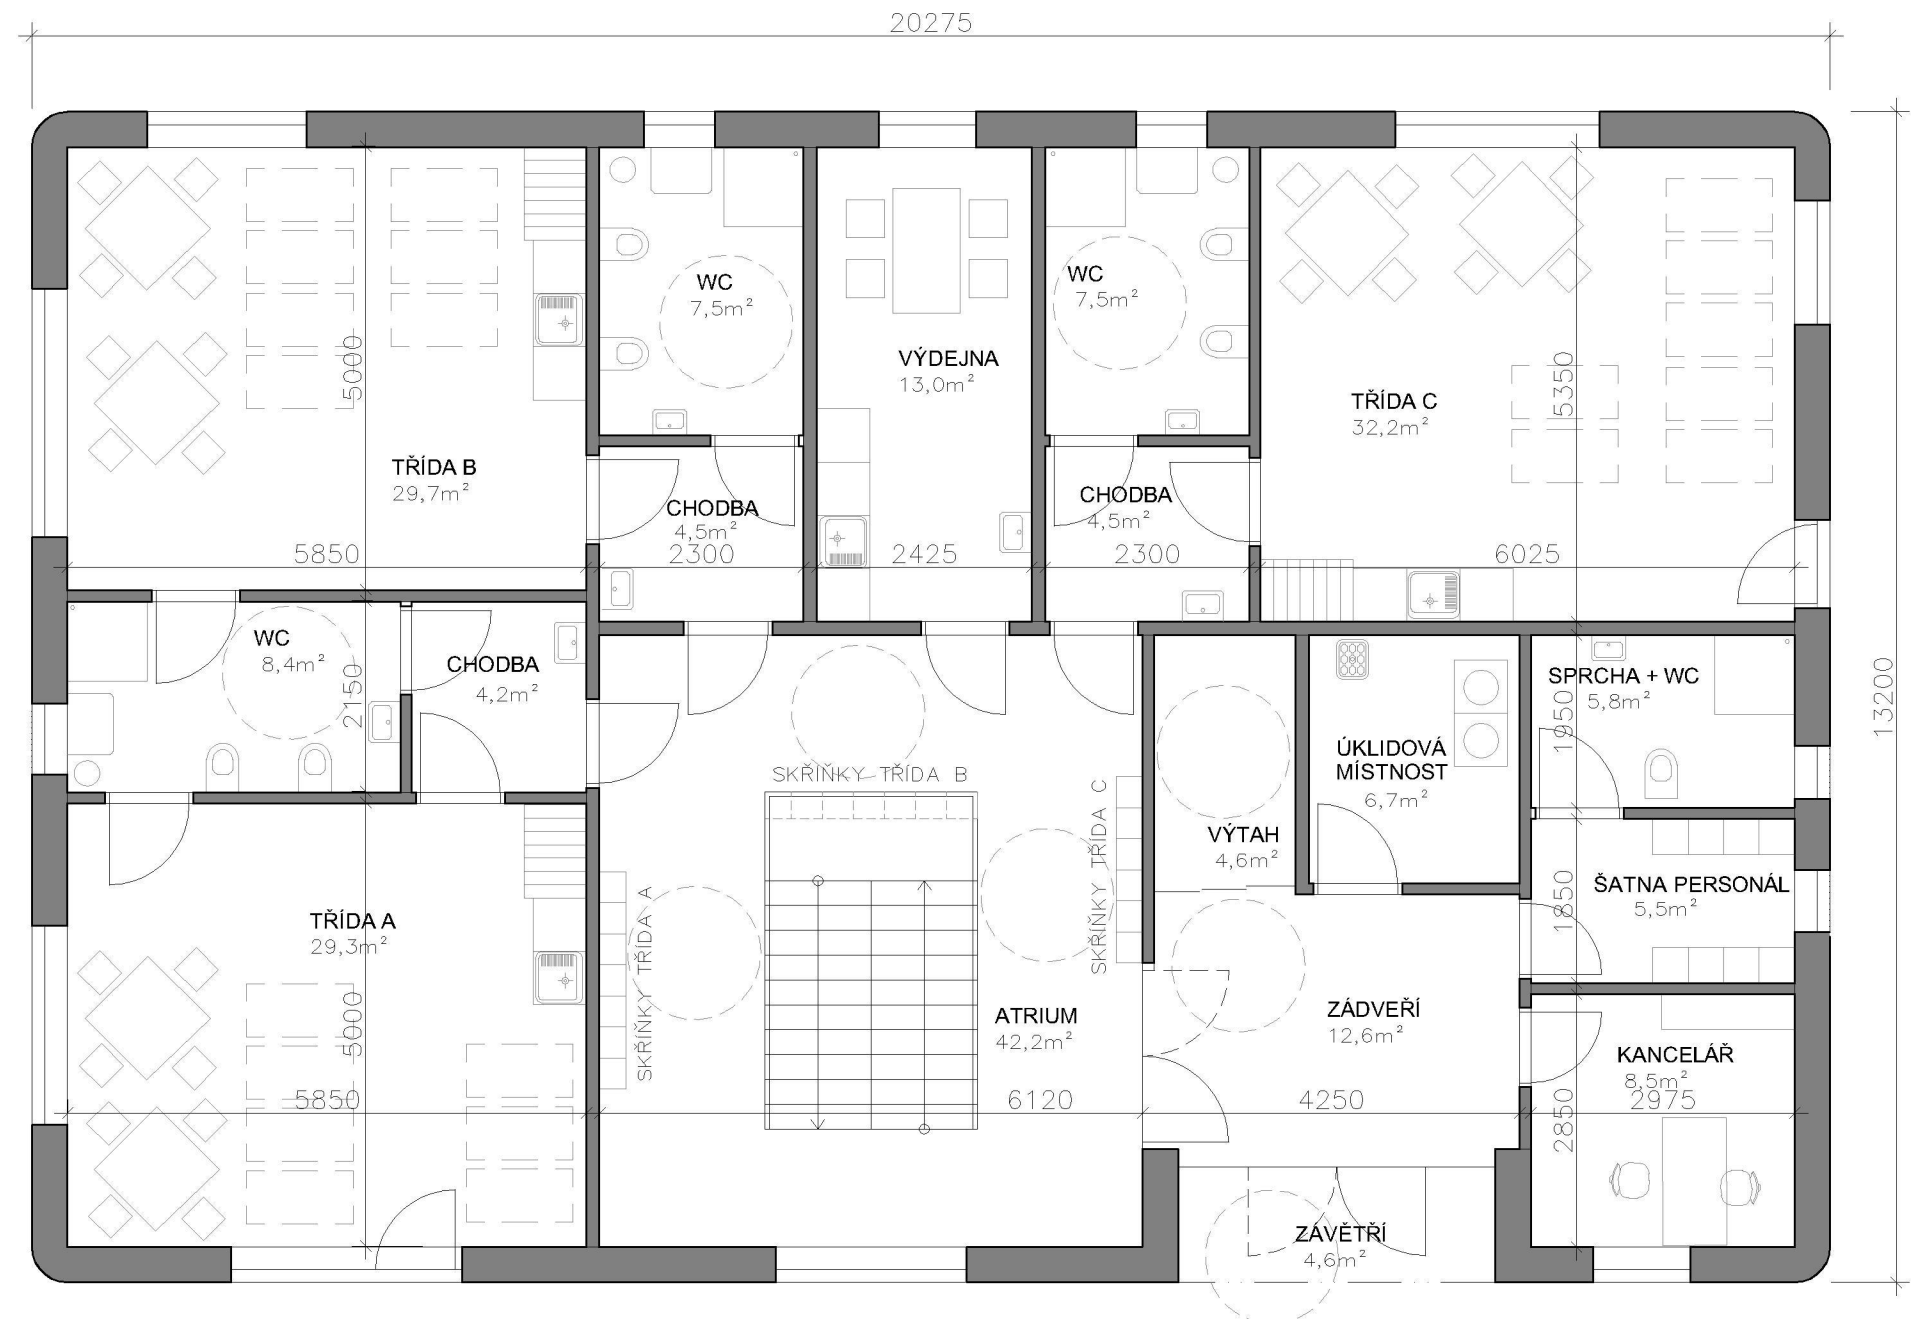 20275
WC
7,5m²
WC
7,5m²
5000
VÝDEJNA
13,0m²
5350
TŘÍDA C
32,2m²
TŘÍDA B
29,7m²
CHODBA
4,5m²
CHODBA
4,5m²
5850
2300
2425
2300
6025
WC
8,4m²
2150
CHODBA
4,2m²
SPRCHA + WC
5,8m²
1950
13200
ÚKLIDOVÁ
MÍSTNOST
6,7m²
SKŘÍŇKY TŘÍDA B
SKŘÍŇKY TŘÍDA C
VÝTAH
4,6m²
ŠATNA PERSONÁL
5,5m²
1850
TŘÍDA A
29,3m²
SKŘÍŇKY TŘÍDA A
5000
ATRIUM
42,2m²
ZÁDVEŘÍ
12,6m²
KANCELÁŘ
8,5m²
5850
6120
4250
2975
2850
ZÁVĚTŘÍ
4,6m²